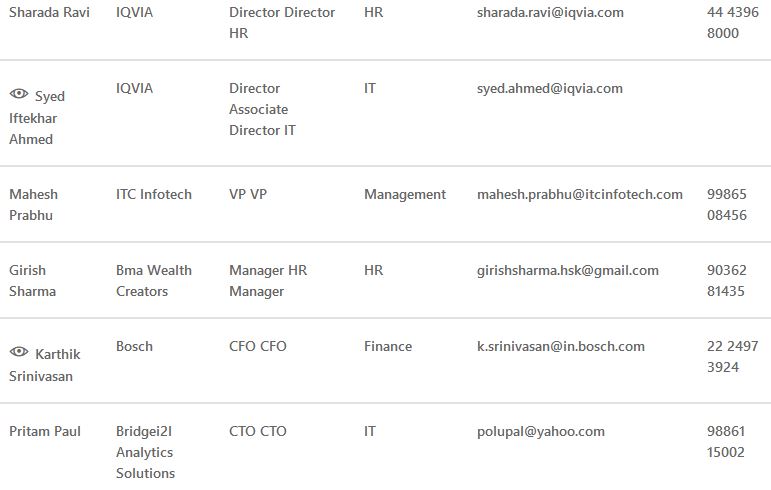 Sharada Ravi IQVIA Director Director HR sharada.ravi@iqvia.com 44 4396
HR 8000
Syed IQVIA Director IT syed.ahmed@iqvia.com
Iftekhar Associate
Ahmed Director IT
Mahesh ITC Infotech VP VP Management mahesh.prabhu@itcinfotech.com 99865
Prabhu 08456
Girish Bma Wealth Manager HR HR girishsharma.hsk@gmail.com 90362
Sharma Creators Manager 81435
Karthik Bosch CFO CFO Finance k.srinivasan@in.bosch.com 22 2497
Srinivasan 3924
Pritam Paul Bridgei2I CTO CTO IT polupal@yahoo.com 98861
Analytics 15002
Solutions